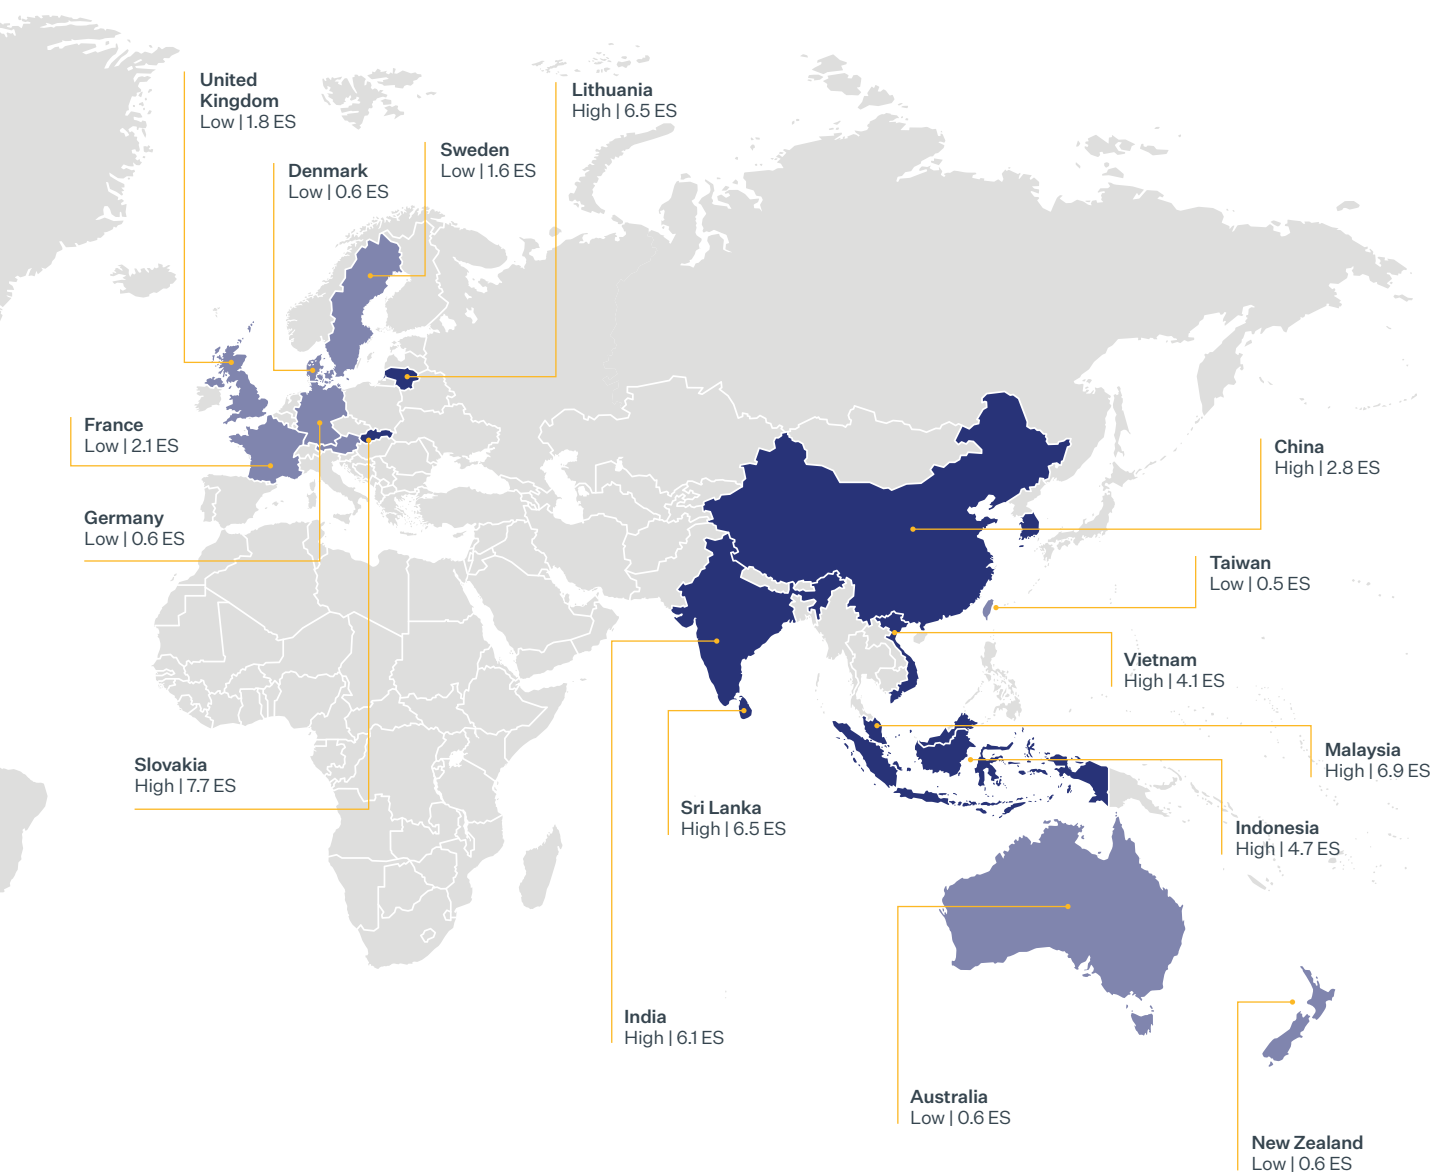 United
Kingdom
Low | 1.8 ES
Lithuania
High | 6.5 ES
Sweden
Low | 1.6 ES
Denmark
Low | 0.6 ES
France
Low | 2.1 ES
China
High | 2.8 ES
Germany
Low | 0.6 ES
Taiwan
Low | 0.5 ES
Vietnam
High | 4.1 ES
Malaysia
High | 6.9 ES
Slovakia
High | 7.7 ES
Sri Lanka
High | 6.5 ES
Indonesia
High | 4.7 ES
India
High | 6.1 ES
Australia
Low | 0.6 ES
New Zealand
Low | 0.6 ES